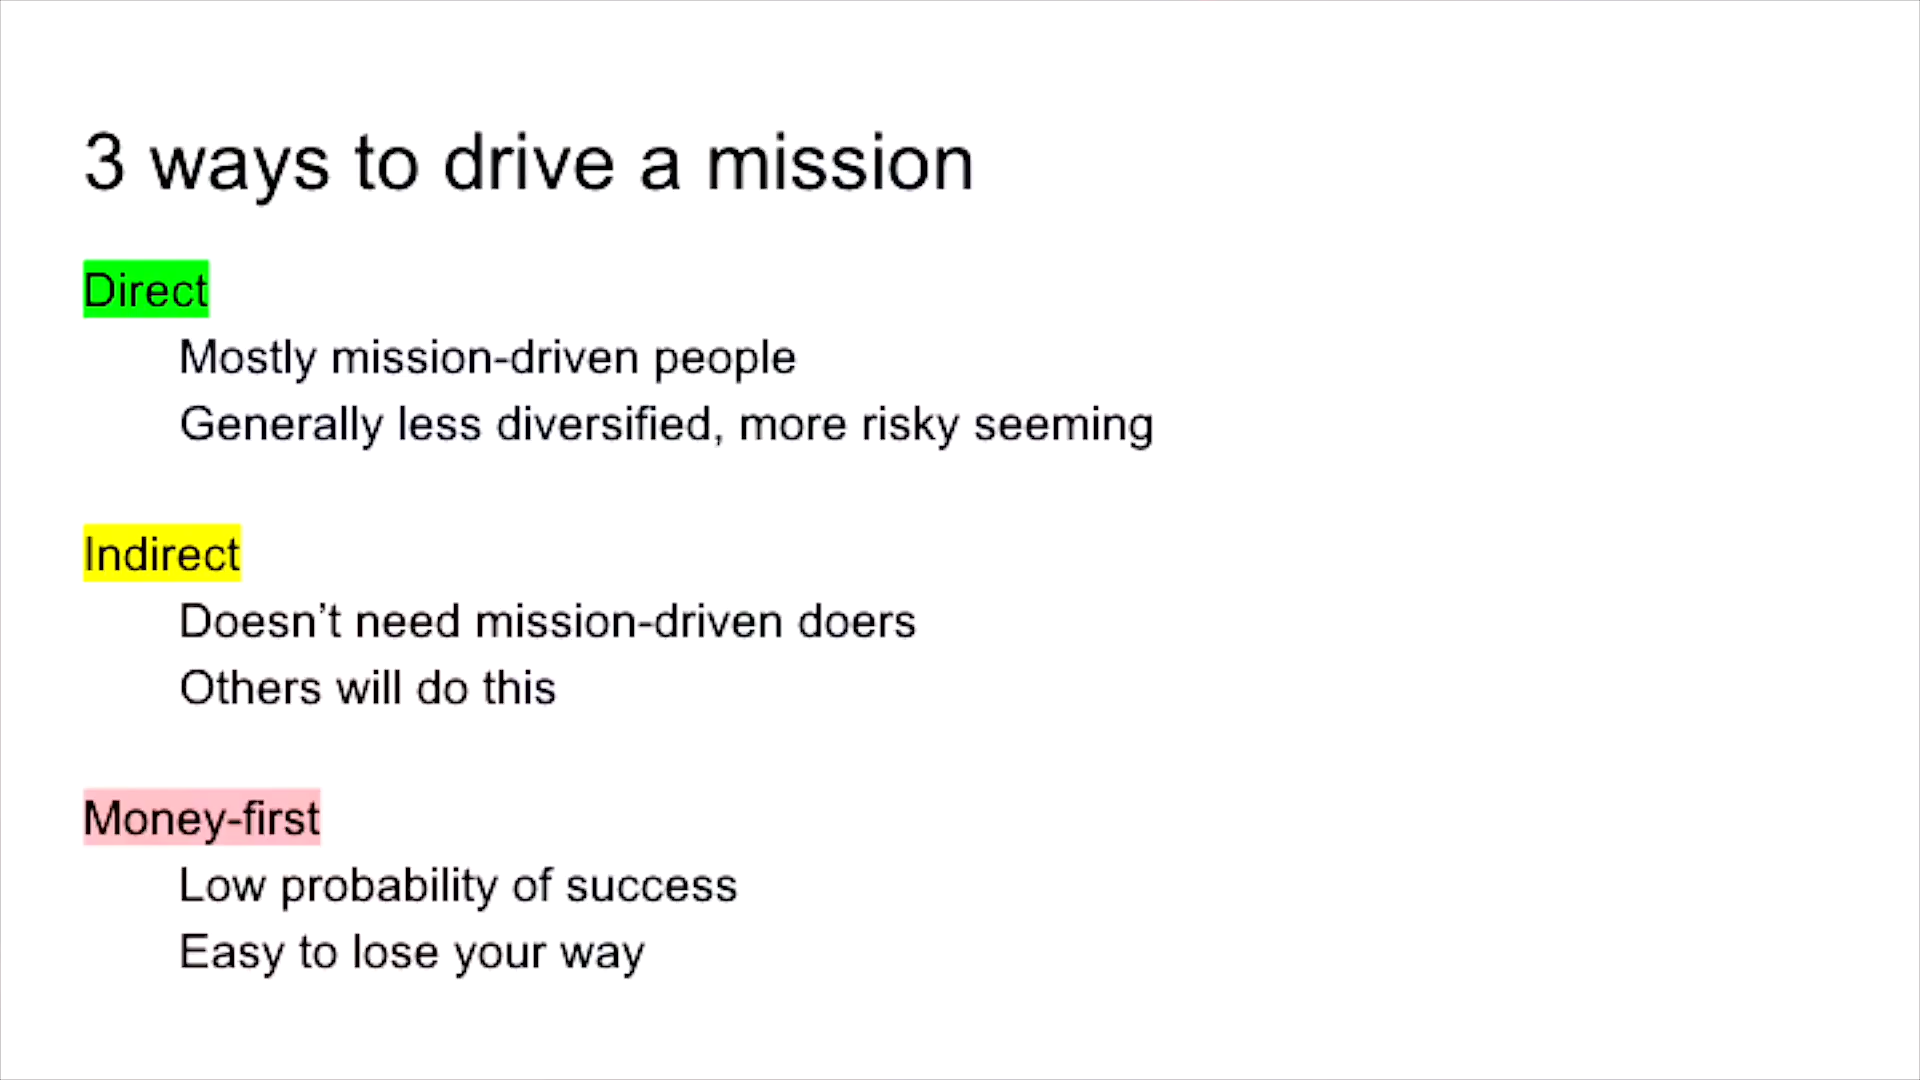 3 ways to drive a mission
Direct
Mostly mission-driven people
Generally less diversified, more risky seeming
Indirect
Doesn’t need mission-driven doers
Others will do this
Money-first
Low probability of success
Easy to lose your way